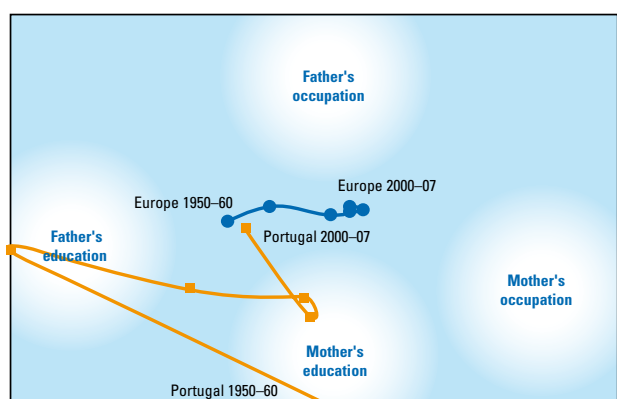 Father's
occupation
Europe 2000–07
Europe 1950–60
Father's
education
Portugal 2000–07
Mother's
occupation
Mother's
education
Portugal 1950–60